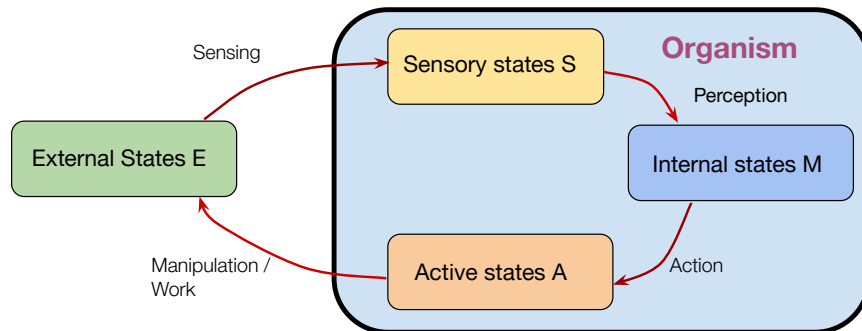 Sensing
Sensory states S
Organism
Perception
External States E
Internal states M
Manipulation /
Work
Active states A
Action